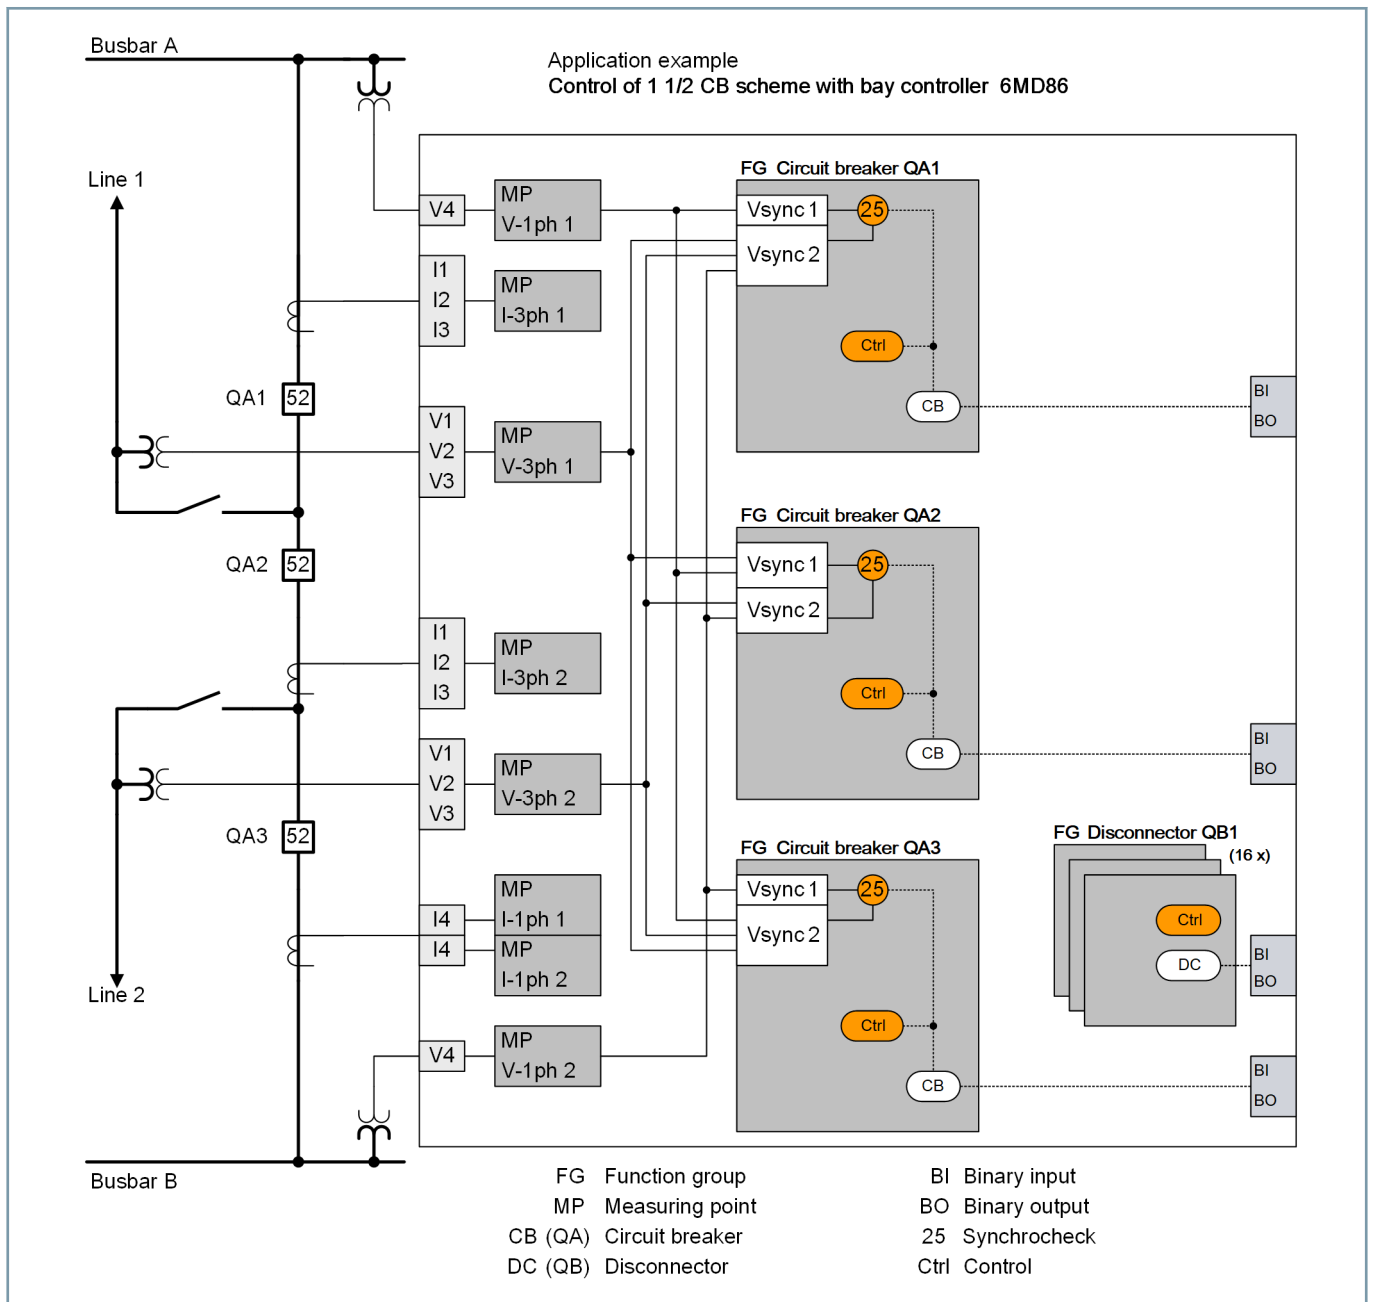 Busbar A
Application example
Control of 1 1/2 CB scheme with bay controller 6MD86
Line 1
FG Circuit breaker QA1
V4
MP
V-1ph 1
Vsync 1
25
Vsync 2
I1
I2
I3
MP
I-3ph 1
Ctrl
QA1
52
CB
BI
BO
V1
V2
V3
MP
V-3ph 1
FG Circuit breaker QA2
QA2
52
Vsync 1
25
Vsync 2
I1
I2
I3
MP
I-3ph 2
Ctrl
CB
BI
BO
V1
V2
V3
MP
V-3ph 2
QA3
52
FG Circuit breaker QA3
FG Disconnector QB1
(16 x)
MP
I-1ph 1
I4
I4
MP
I-1ph 2
Vsync 1
25
Vsync 2
Ctrl
DC
BI
BO
Line 2
Ctrl
V4
MP
V-1ph 2
CB
BI
BO
Busbar B
FG Function group
MP Measuring point
CB (QA) Circuit breaker
DC (QB) Disconnector
BI Binary input
BO Binary output
25 Synchrocheck
Ctrl Control